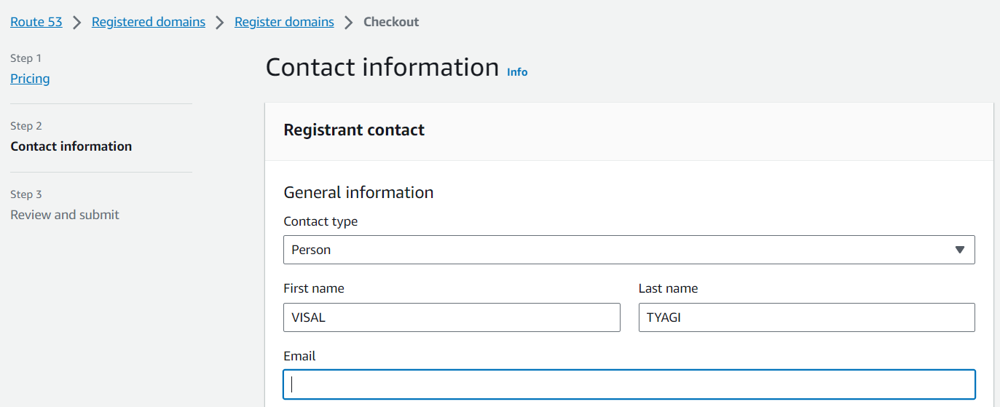 Route 53 > Registered domains > Register domains > Checkout
Step 1
Pricing
Step 2
Contact information
Step 3
Review and submit
Contact information Info
Registrant contact
General information
Contact type
Person
First name Last name
VISAL TYAGI
Email